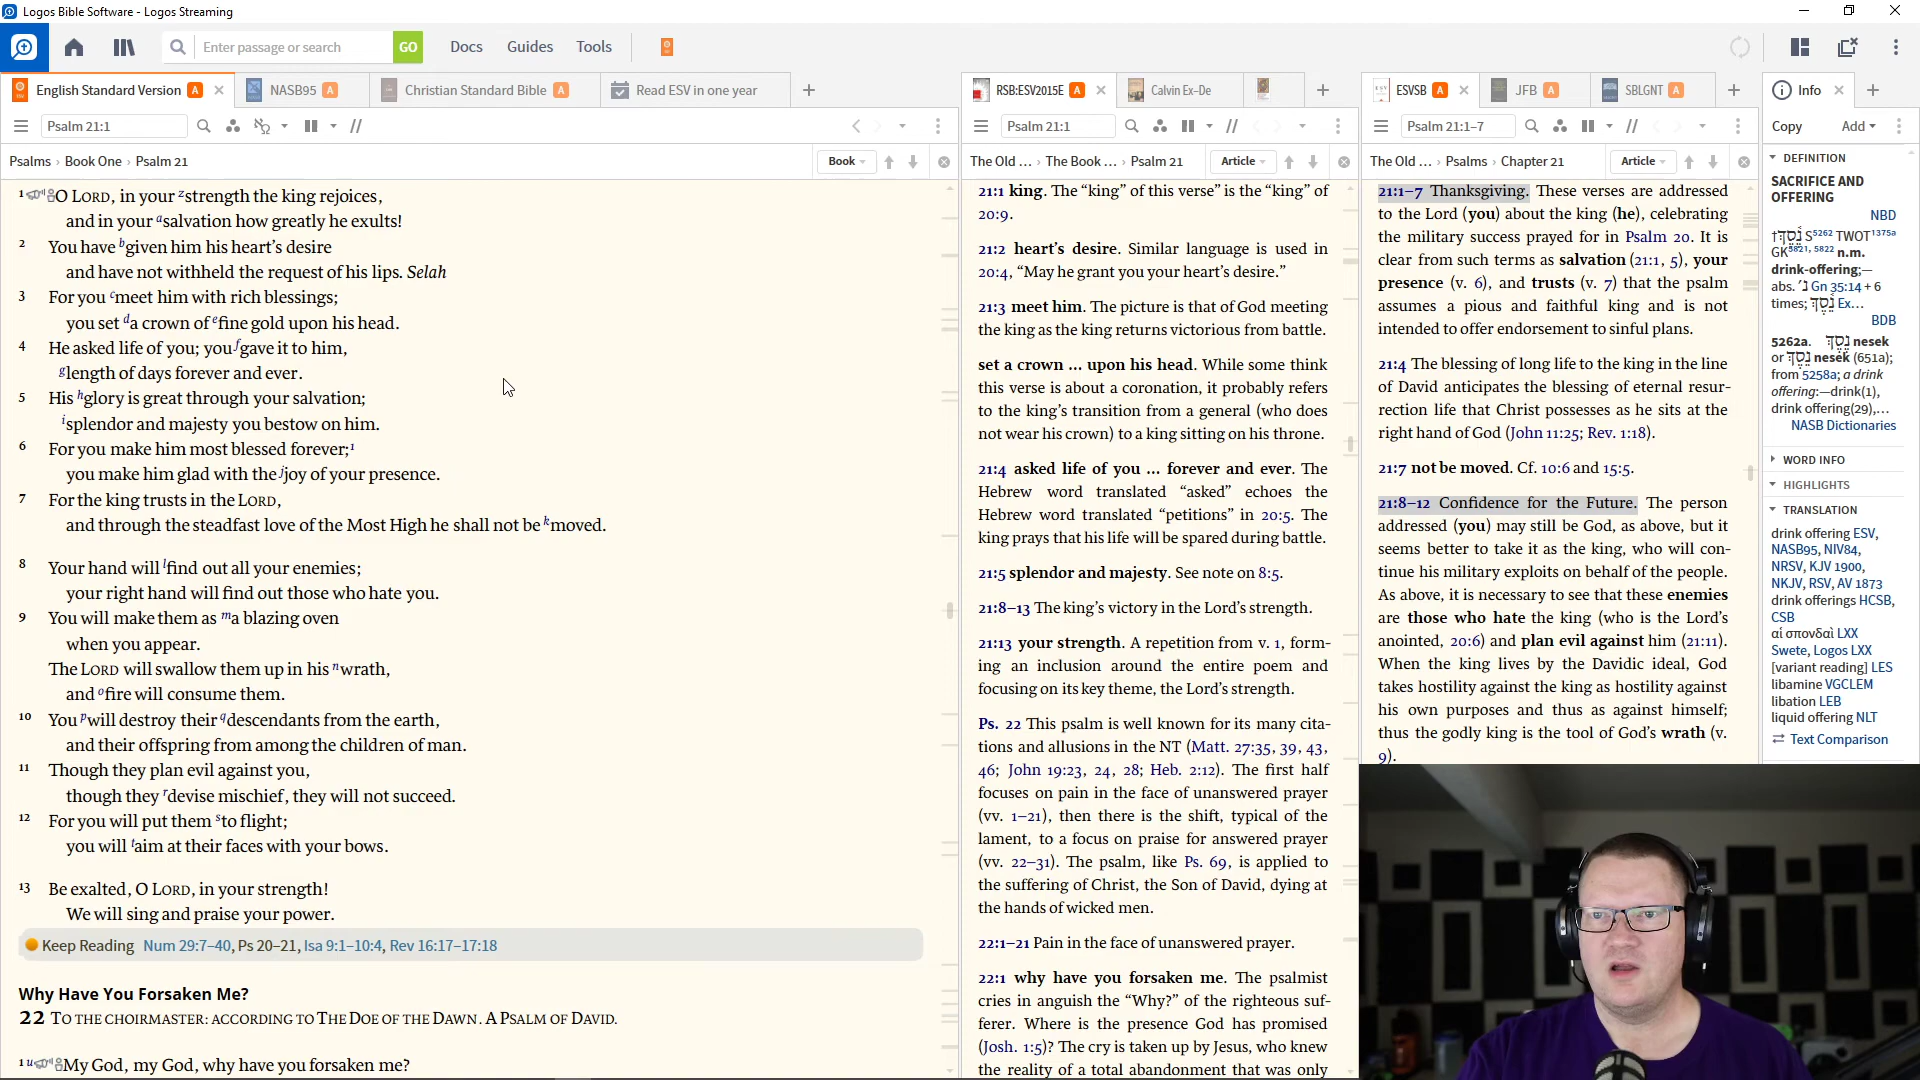 Logos Bible Software - Logos Streaming
Enter passage or search
GO
Docs
Guides
Tools
English Standard Version A
NASB95 A
Christian Standard Bible A
Read ESV in one year
Psalm 21:1
Psalms › Book One › Psalm 21
Book
1 O LORD, in your z strength the king rejoices,
and in your a salvation how greatly he exults!
2 You have b given him his heart’s desire
and have not withheld the request of his lips. Selah
3 For you c meet him with rich blessings;
you set d a crown of e fine gold upon his head.
4 He asked life of you; you f gave it to him,
g length of days forever and ever.
5 His h glory is great through your salvation;
i splendor and majesty you bestow on him.
6 For you make him most blessed forever;1
you make him glad with the j joy of your presence.
7 For the king trusts in the LORD,
and through the steadfast love of the Most High he shall not be k moved.
8 Your hand will l find out all your enemies;
your right hand will find out those who hate you.
9 You will make them as m a blazing oven
when you appear.
The LORD will swallow them up in his n wrath,
and o fire will consume them.
10 You p will destroy their q descendants from the earth,
and their offspring from among the children of man.
11 Though they plan evil against you,
though they r devise mischief, they will not succeed.
12 For you will put them s to flight;
you will t aim at their faces with your bows.
13 Be exalted, O LORD, in your strength!
We will sing and praise your power.
Keep Reading Num 29:7–40, Ps 20–21, Isa 9:1–10:4, Rev 16:17–17:18
Why Have You Forsaken Me?
22 TO THE CHOIRMASTER: ACCORDING TO THE DOE OF THE DAWN. A PSALM OF DAVID.
1 u My God, my God, why have you forsaken me?
RSB:ESV2015E A
Calvin Ex–De
Psalm 21:1
The Old ... › The Book ... › Psalm 21
Article
21:1 king. The “king” of this verse” is the “king” of
20:9.
21:2 heart’s desire. Similar language is used in
20:4, “May he grant you your heart’s desire.”
21:3 meet him. The picture is that of God meeting
the king as the king returns victorious from battle.
set a crown ... upon his head. While some think
this verse is about a coronation, it probably refers
to the king’s transition from a general (who does
not wear his crown) to a king sitting on his throne.
21:4 asked life of you ... forever and ever. The
Hebrew word translated “asked” echoes the
Hebrew word translated “petitions” in 20:5. The
king prays that his life will be spared during battle.
21:5 splendor and majesty. See note on 8:5.
21:8–13 The king’s victory in the Lord’s strength.
21:13 your strength. A repetition from v. 1, form-
ing an inclusion around the entire poem and
focusing on its key theme, the Lord’s strength.
Ps. 22 This psalm is well known for its many cita-
tions and allusions in the NT (Matt. 27:35, 39, 43,
46; John 19:23, 24, 28; Heb. 2:12). The first half
focuses on pain in the face of unanswered prayer
(vv. 1–21), then there is the shift, typical of the
lament, to a focus on praise for answered prayer
(vv. 22–31). The psalm, like Ps. 69, is applied to
the suffering of Christ, the Son of David, dying at
the hands of wicked men.
22:1–21 Pain in the face of unanswered prayer.
22:1 why have you forsaken me. The psalmist
cries in anguish the “Why?” of the righteous suf-
ferer. Where is the presence God has promised
(Josh. 1:5)? The cry is taken up by Jesus, who knew
the reality of a total abandonment that was only
ESVSB A
JFB A
SBLGNT A
Psalm 21:1–7
The Old ... › Psalms › Chapter 21
Article
21:1–7 Thanksgiving. These verses are addressed
to the Lord (you) about the king (he), celebrating
the military success prayed for in Psalm 20. It is
clear from such terms as salvation (21:1, 5), your
presence (v. 6), and trusts (v. 7) that the psalm
assumes a pious and faithful king and is not
intended to offer endorsement to sinful plans.
21:4 The blessing of long life to the king in the line
of David anticipates the blessing of eternal resur-
rection life that Christ possesses as he sits at the
right hand of God (John 11:25; Rev. 1:18).
21:7 not be moved. Cf. 10:6 and 15:5.
21:8–12 Confidence for the Future. The person
addressed (you) may still be God, as above, but it
seems better to take it as the king, who will con-
tinue his military exploits on behalf of the people.
As above, it is necessary to see that these enemies
are those who hate the king (who is the Lord’s
anointed, 20:6) and plan evil against him (21:11).
When the king lives by the Davidic ideal, God
takes hostility against the king as hostility against
his own purposes and thus as against himself;
thus the godly king is the tool of God’s wrath (v.
9).
Info
Copy
Add
DEFINITION
SACRIFICE AND
OFFERING
NBD
†נֶ֫סֶךְ S5262 TWOT1375a
GK5821, 5822 n.m.
drink-offering;—
abs. נ׳ Gn 35:14 + 6
times; נֵ֫סֶךְ Ex…
BDB
5262a. נֶסֶךְ nesek
or נֵסֶךְ nesek (651a);
from 5258a; a drink
offering:—drink(1),
drink offering(29),…
NASB Dictionaries
WORD INFO
HIGHLIGHTS
TRANSLATION
drink offering ESV,
NASB95, NIV84,
NRSV, KJV 1900,
NKJV, RSV, AV 1873
drink offerings HCSB,
CSB
αἱ σπονδαὶ LXX
Swete, Logos LXX
[variant reading] LES
libamine VGCLEM
libation LEB
liquid offering NLT
Text Comparison